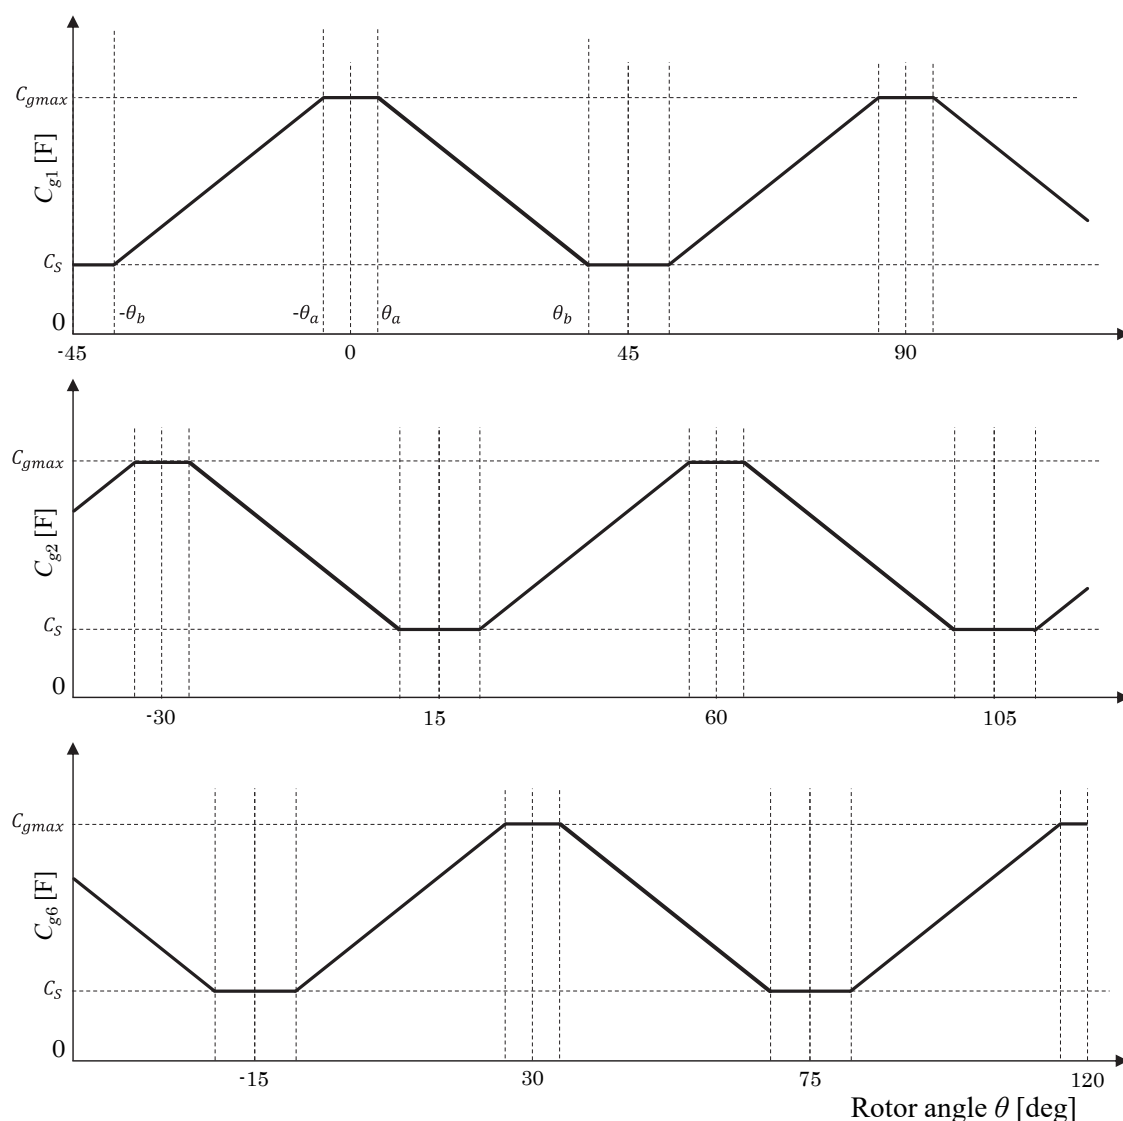 C_gmax
C_g1 [F]
C_S
-θ_b -θ_a θ_a θ_b
0
-45 0 45 90
C_gmax
C_g2 [F]
C_S
0
-30 15 60 105
C_gmax
C_g6 [F]
C_S
0
-15 30 75 120
Rotor angle θ [deg]